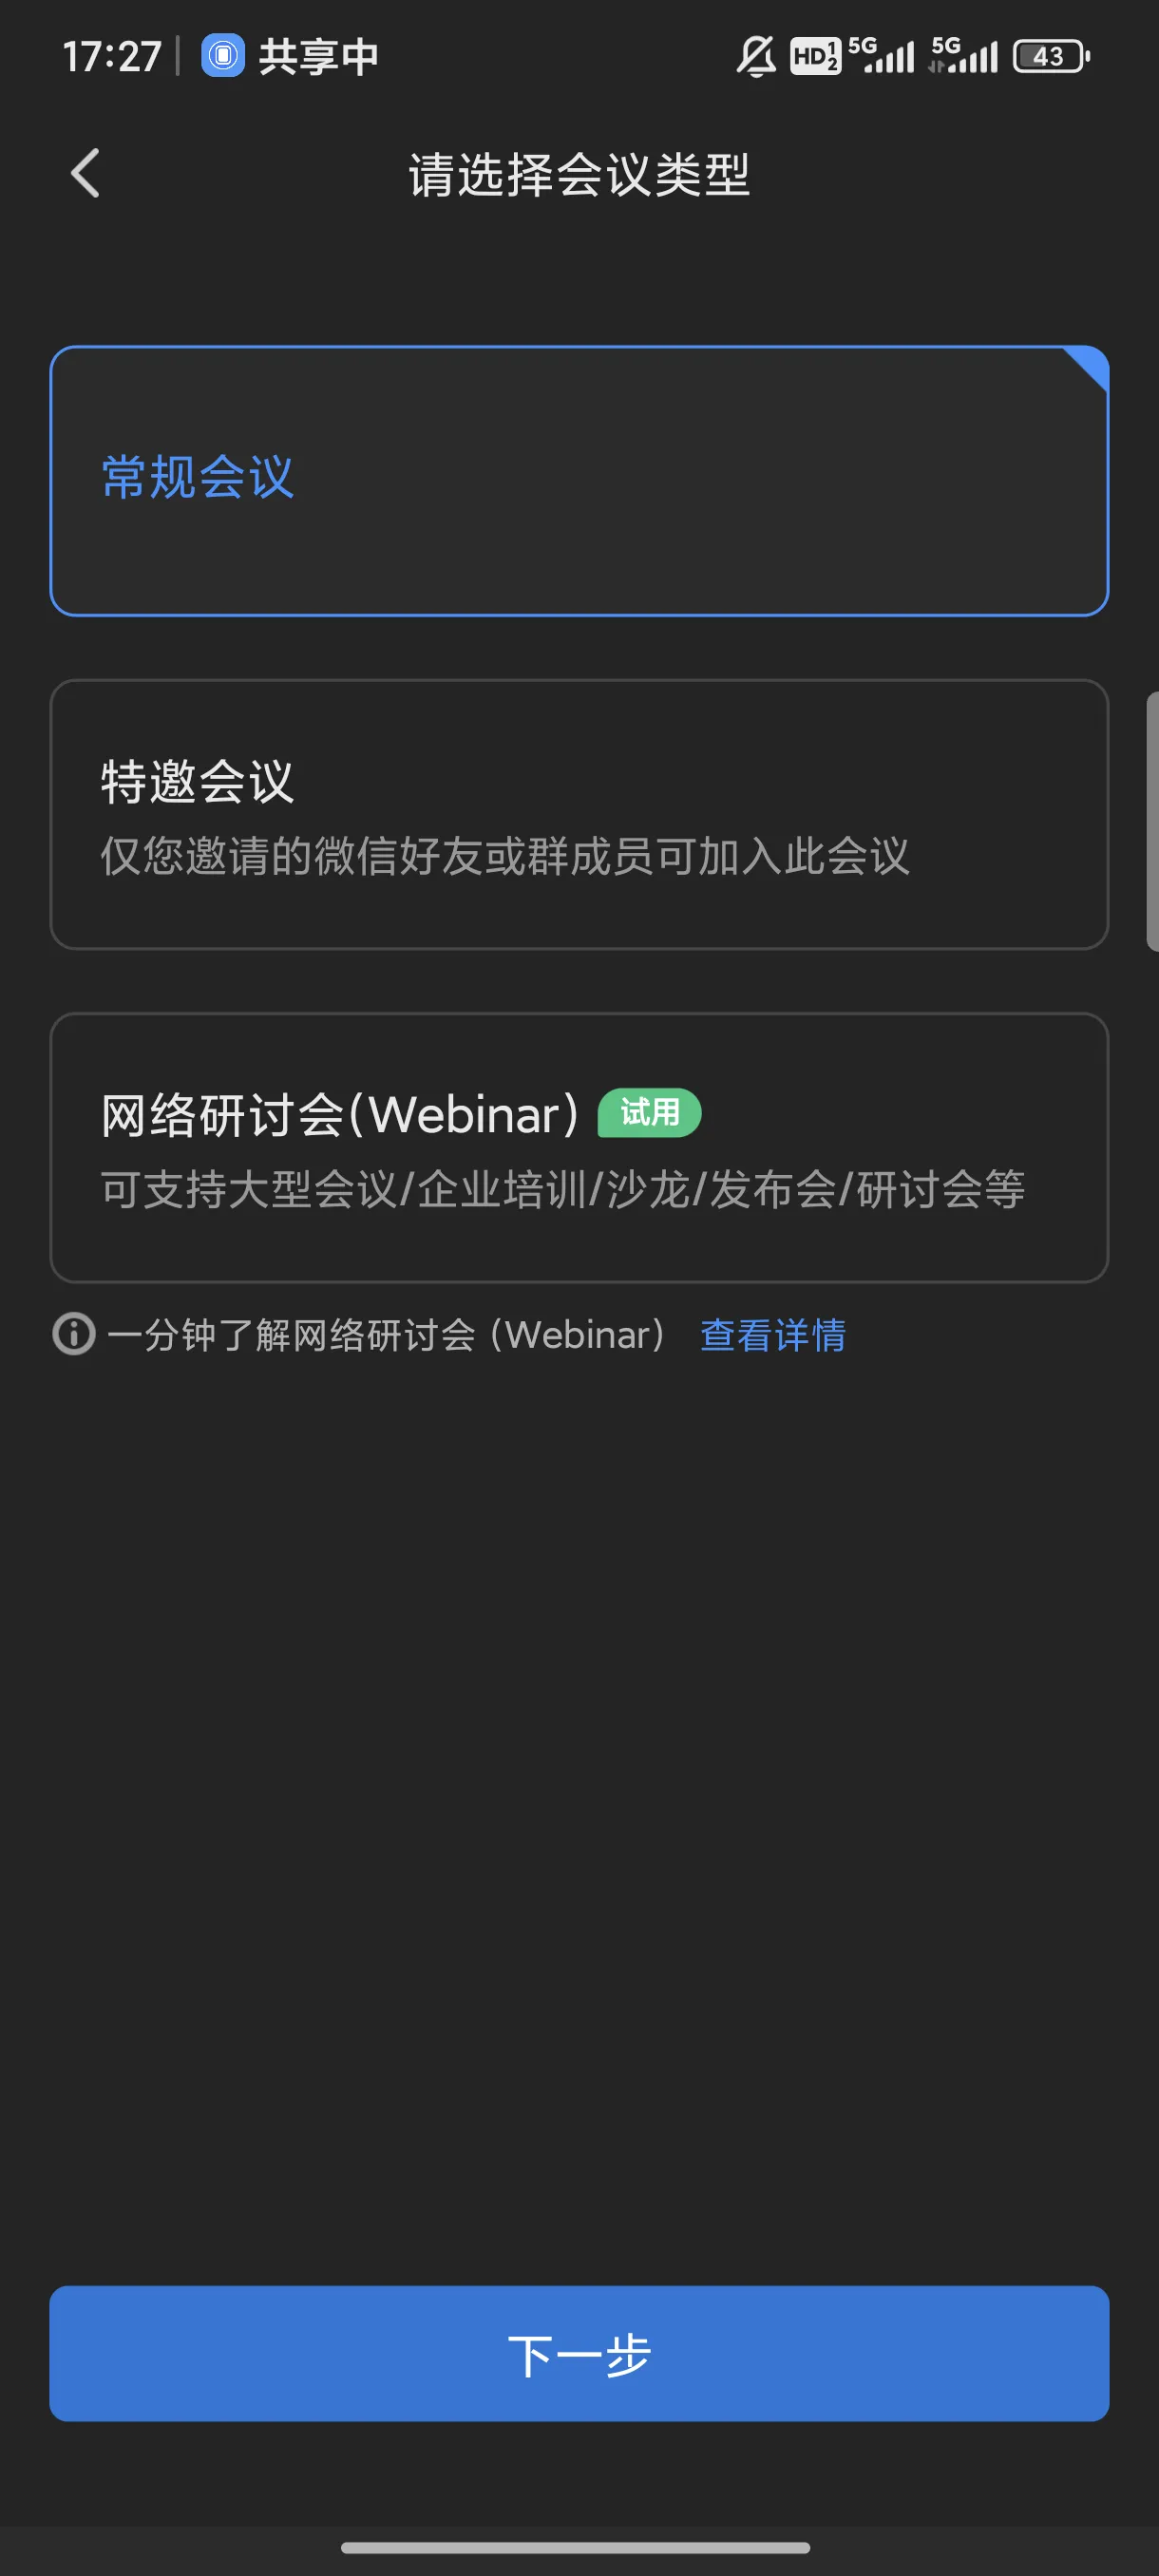 17:27 共享中 HD 1 2 5G 5G 43
请选择会议类型
常规会议
特邀会议
仅您邀请的微信好友或群成员可加入此会议
网络研讨会(Webinar) 试用
可支持大型会议/企业培训/沙龙/发布会/研讨会等
一分钟了解网络研讨会 (Webinar) 查看详情
下一步